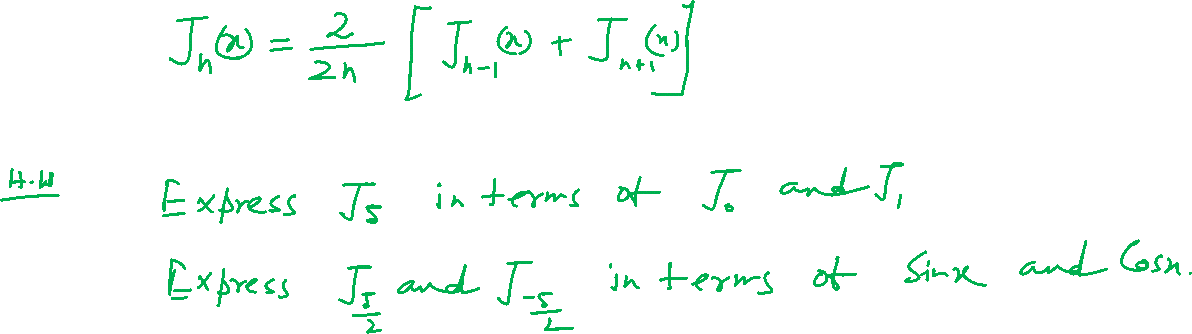 J_n(x) = 2/2n [J_{n-1}(x) + J_{n+1}(x)]
H.W Express J_5 in terms of J_0 and J_1
Express J_{5/2} and J_{-5/2} in terms of Sinx and Cosx.